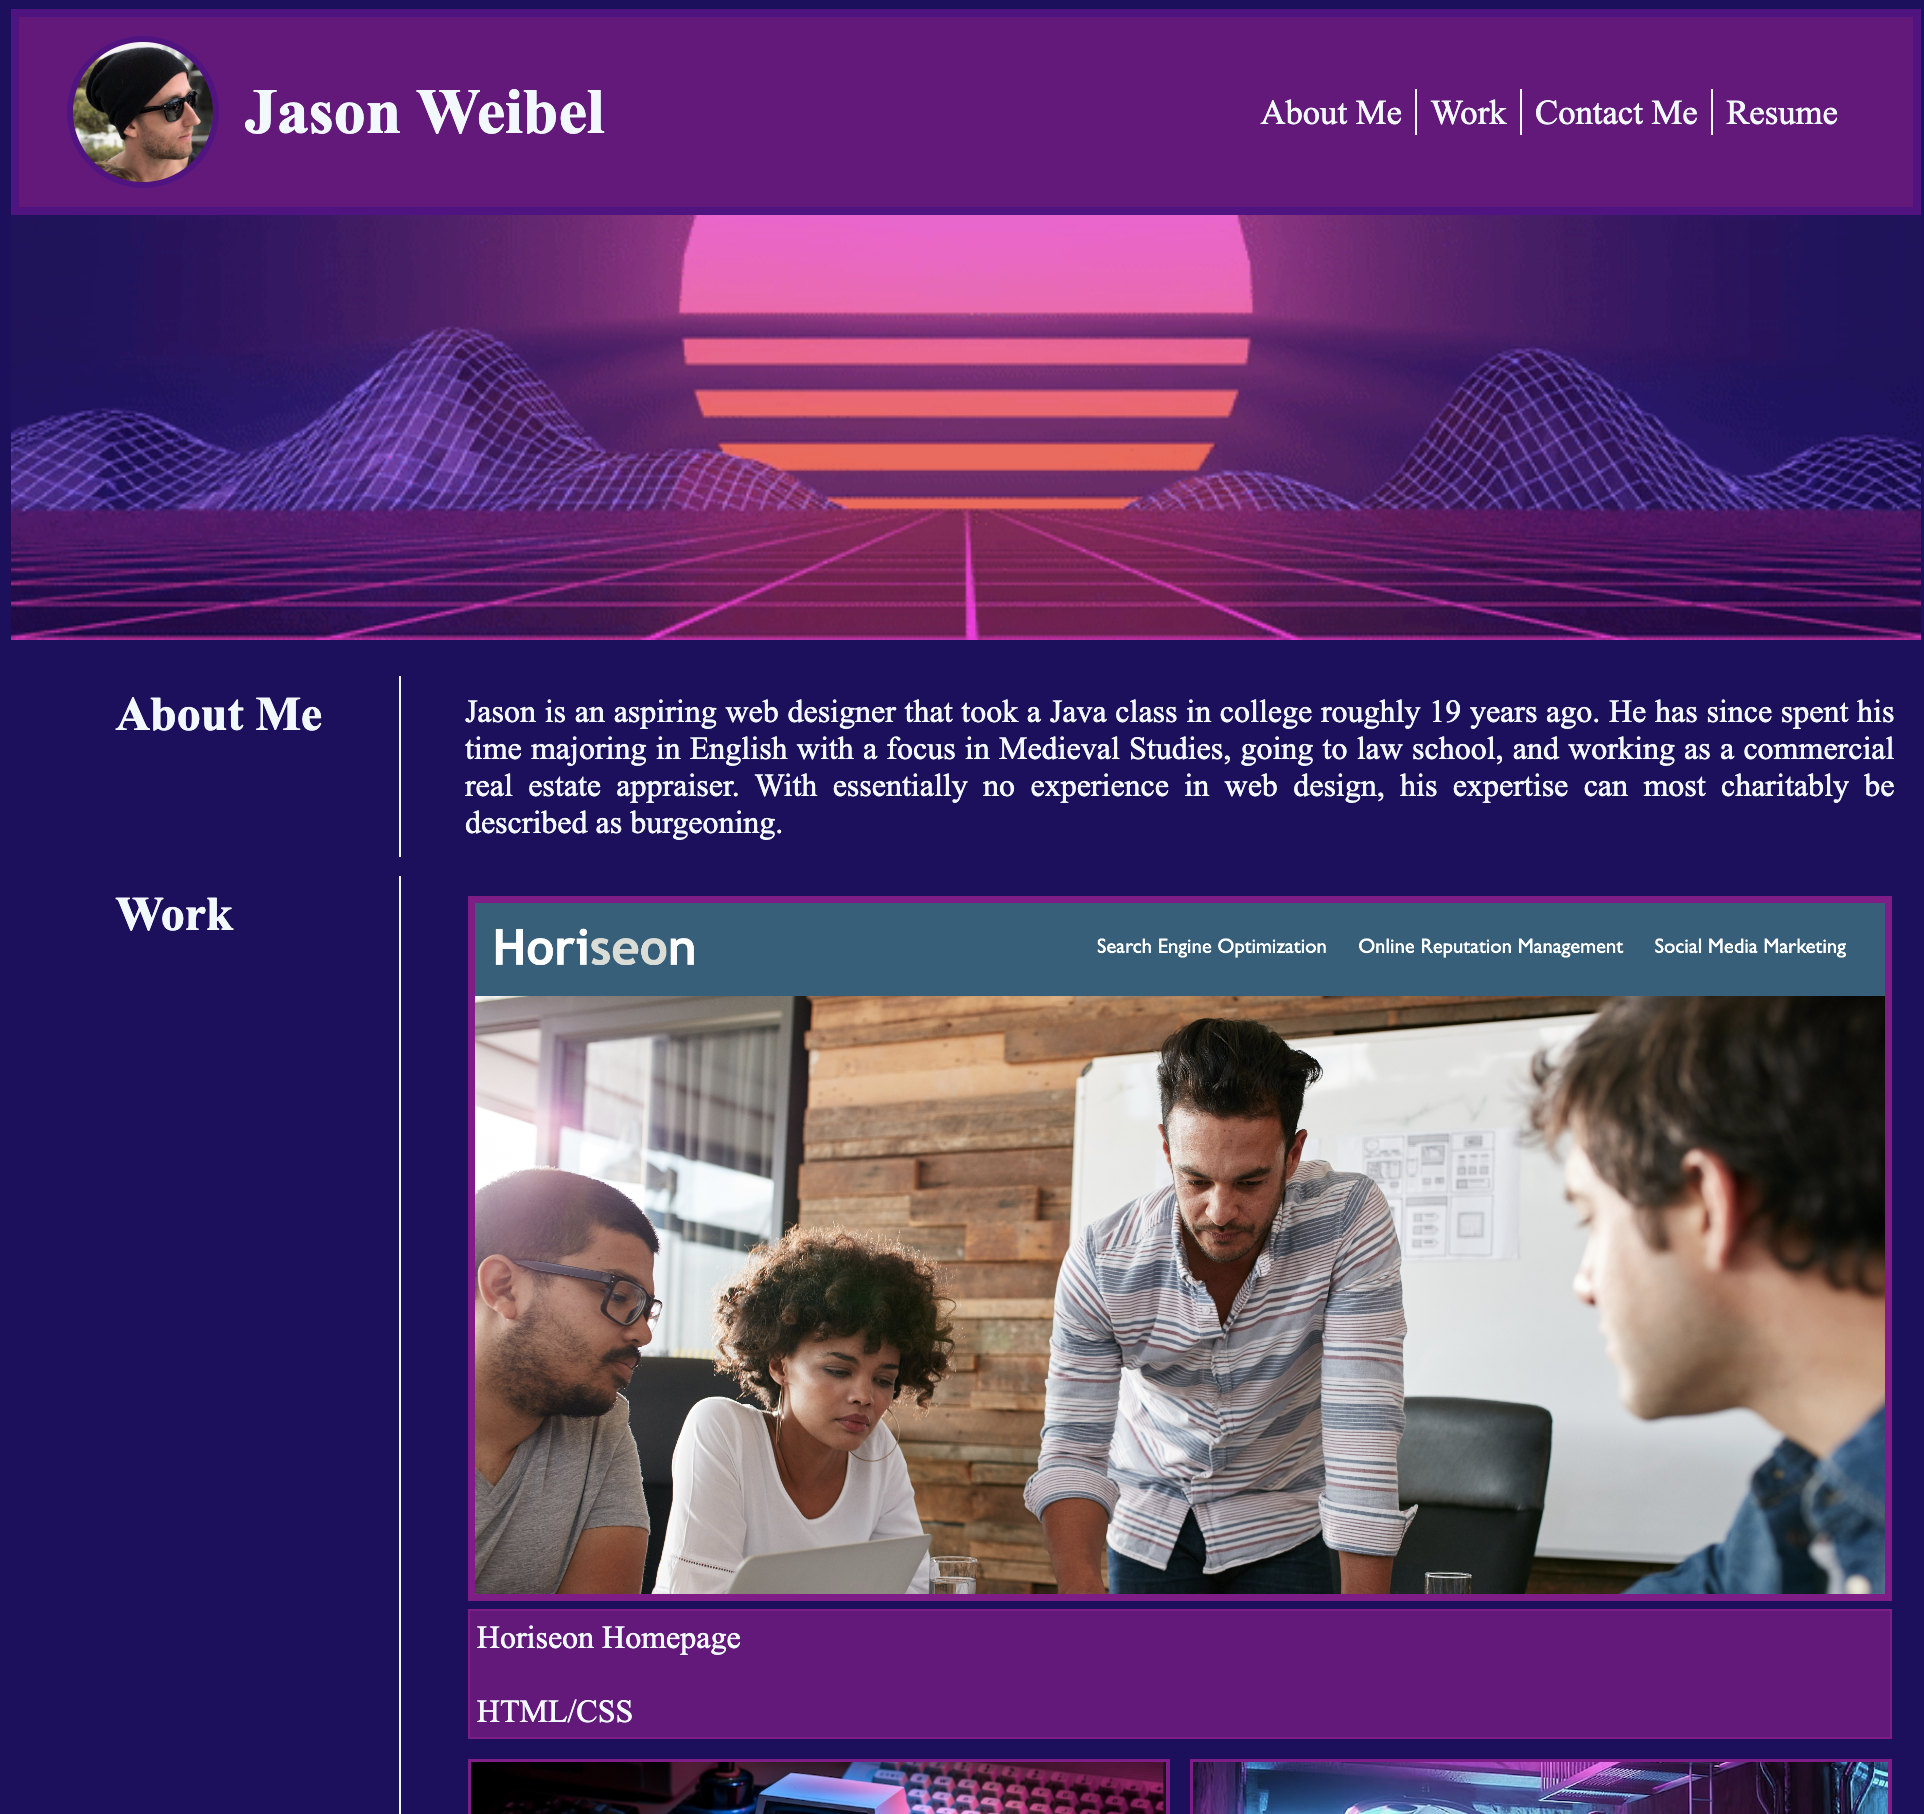 Jason Weibel
About Me
Work
Contact Me
Resume
About Me
Jason is an aspiring web designer that took a Java class in college roughly 19 years ago. He has since spent his
time majoring in English with a focus in Medieval Studies, going to law school, and working as a commercial
real estate appraiser. With essentially no experience in web design, his expertise can most charitably be
described as burgeoning.
Work
Horiseon
Search Engine Optimization
Online Reputation Management
Social Media Marketing
Horiseon Homepage
HTML/CSS